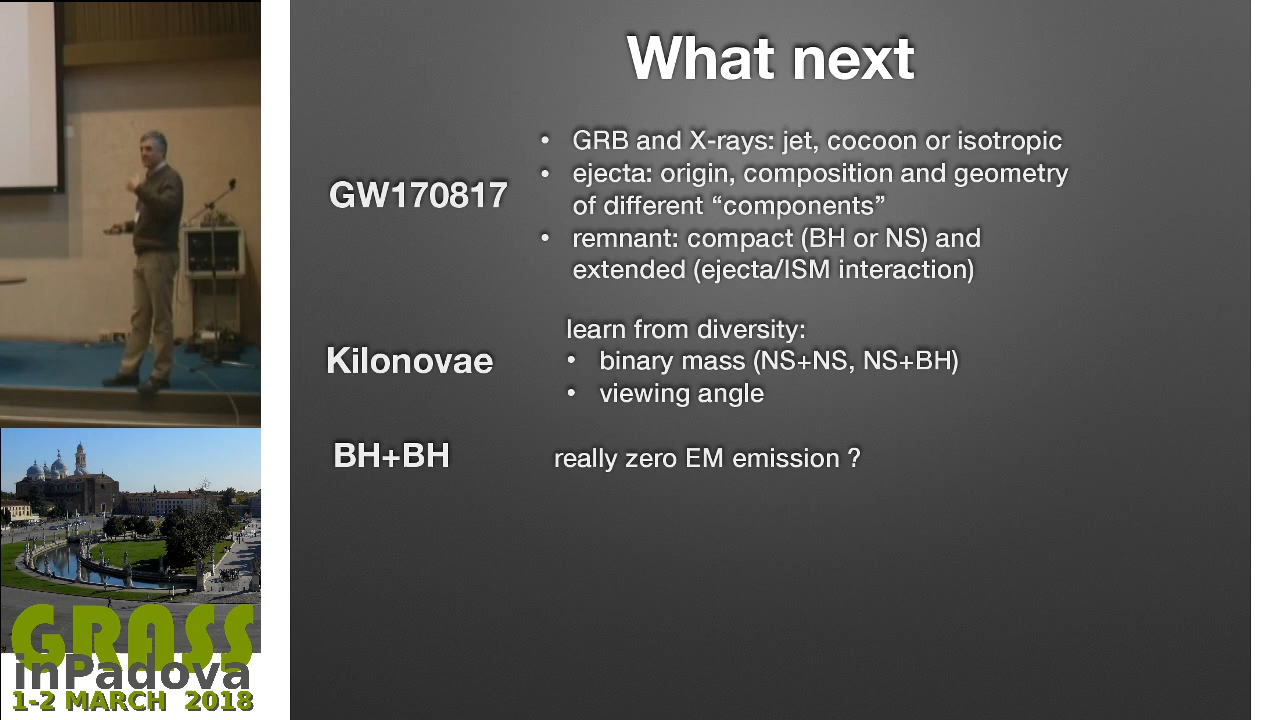 What next
GW170817
• GRB and X-rays: jet, cocoon or isotropic
• ejecta: origin, composition and geometry
of different “components”
• remnant: compact (BH or NS) and
extended (ejecta/ISM interaction)
Kilonovae
learn from diversity:
• binary mass (NS+NS, NS+BH)
• viewing angle
BH+BH
really zero EM emission ?
GRASS
inPadova
1-2 MARCH 2018